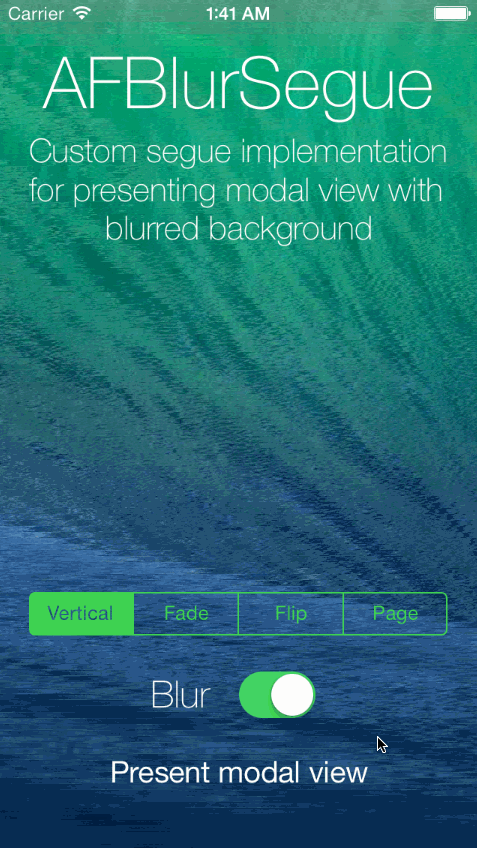 Carrier 1:41 AM
AFBlurSegue
Custom segue implementation
for presenting modal view with
blurred background
Vertical Fade Flip Page
Blur
Present modal view